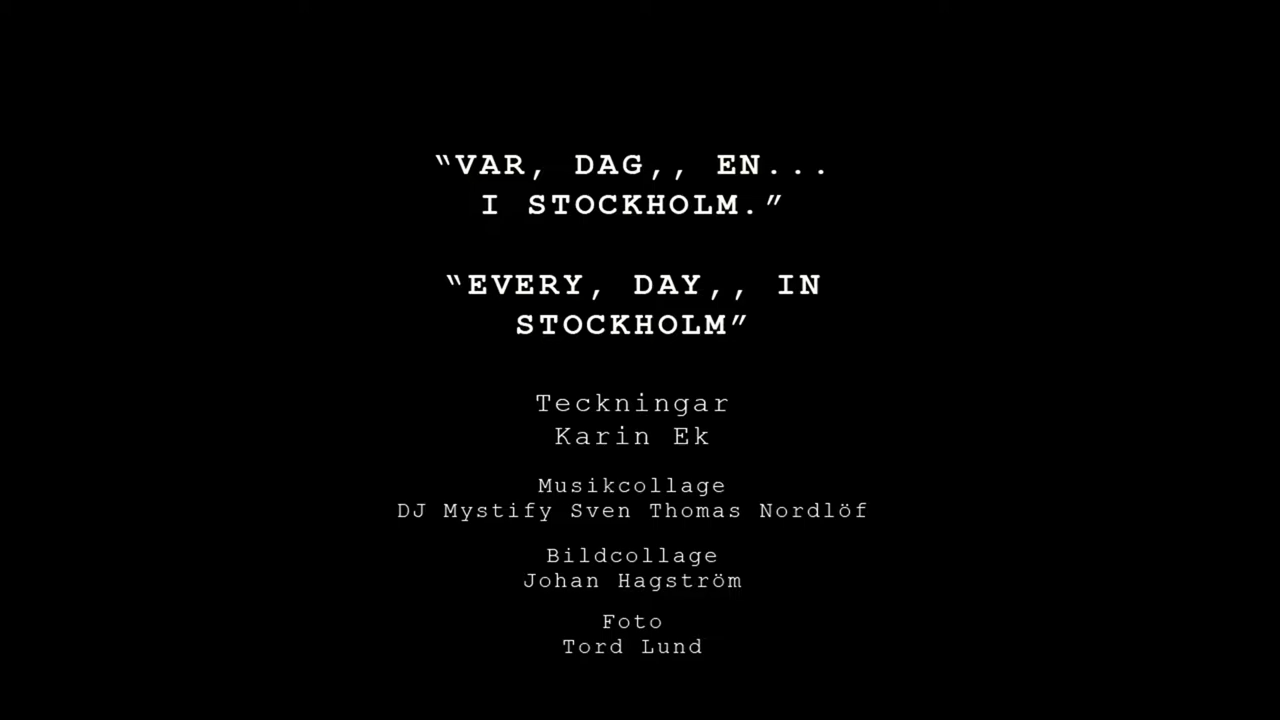 “VAR, DAG,, EN...
I STOCKHOLM.”
“EVERY, DAY,, IN
STOCKHOLM”
Teckningar
Karin Ek
Musikcollage
DJ Mystify Sven Thomas Nordlöf
Bildcollage
Johan Hagström
Foto
Tord Lund